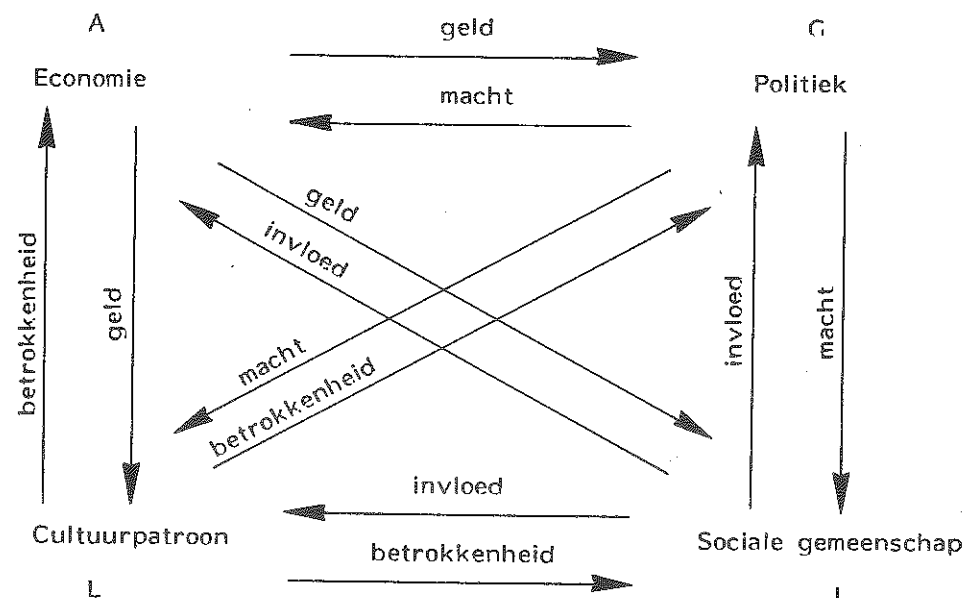 A
geld
G
Economie
Politiek
macht
geld
invloed
betrokkenheid
geld
invloed
macht
macht
betrokkenheid
invloed
Cultuurpatroon
Sociale gemeenschap
betrokkenheid
L
I